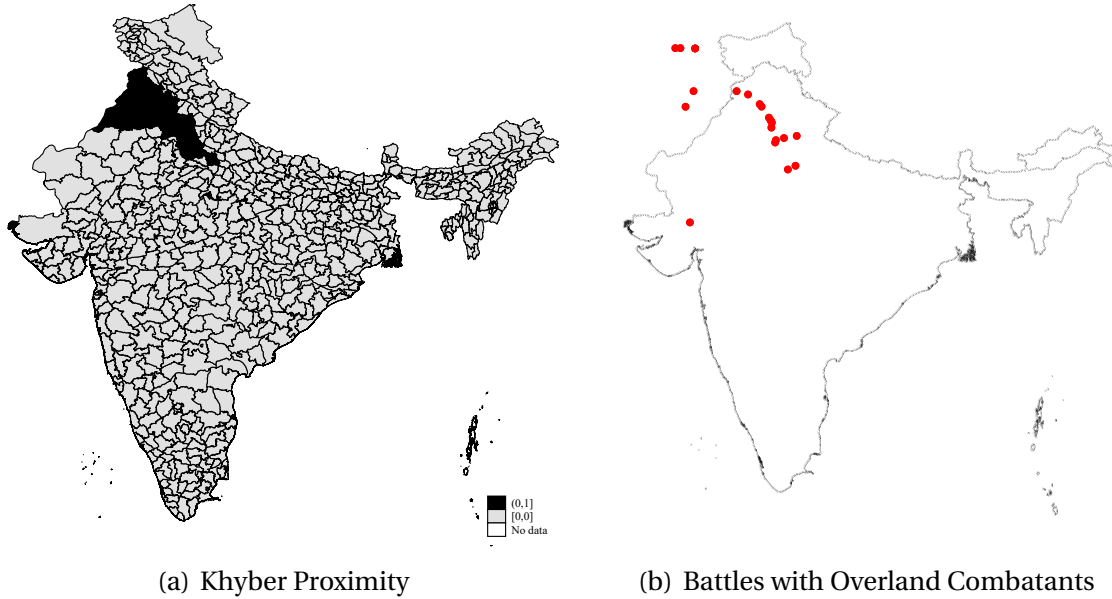 (0,1]
[0,0]
No data
(a) Khyber Proximity
(b) Battles with Overland Combatants